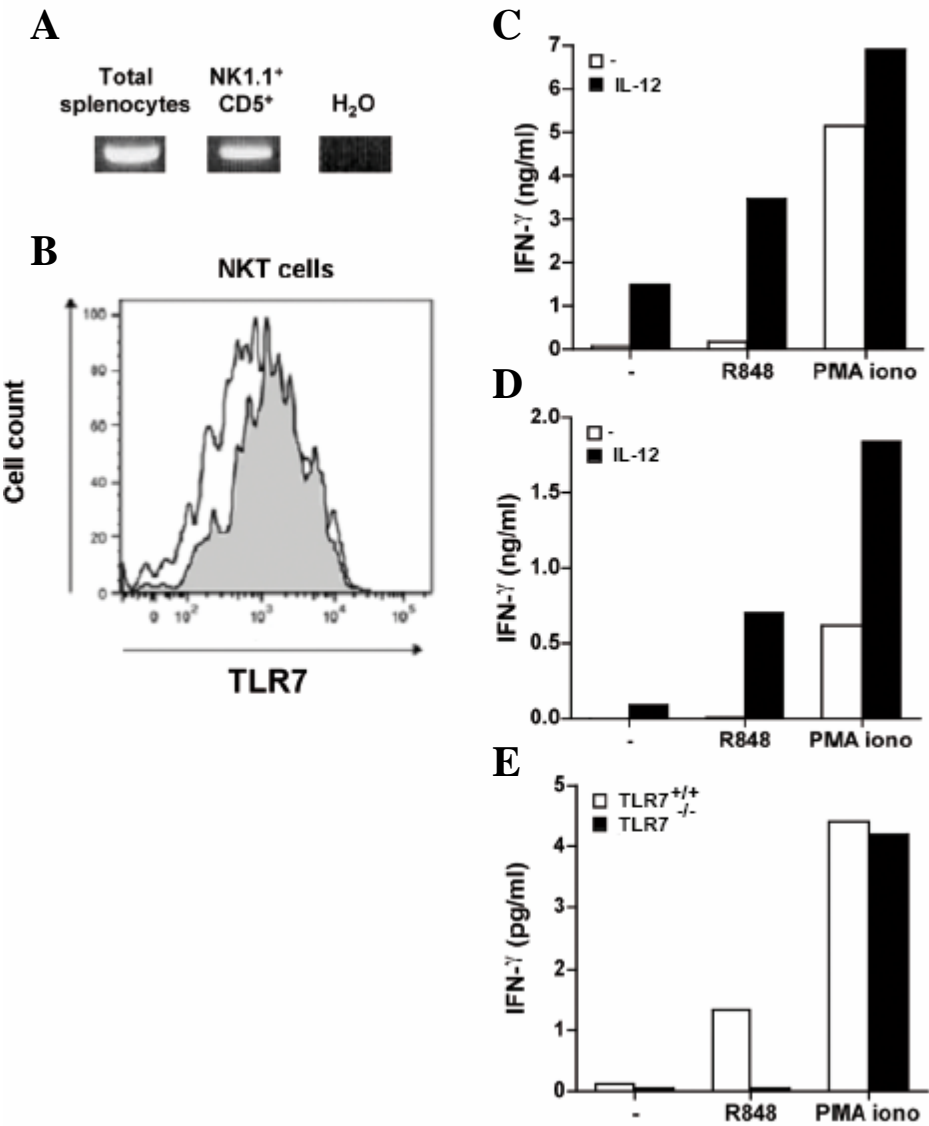 A
Total
splenocytes
NK1.1⁺
CD5⁺
H₂O
B
NKT cells
100
80
60
40
20
0
Cell count
0 10² 10³ 10⁴ 10⁵
TLR7
C
7
6
5
4
3
2
1
0
IFN-γ (ng/ml)
-
IL-12
- R848 PMA iono
D
2.0
1.5
1.0
0.5
0.0
IFN-γ (ng/ml)
-
IL-12
- R848 PMA iono
E
5
4
3
2
1
0
IFN-γ (pg/ml)
TLR7 +/+
TLR7 -/-
- R848 PMA iono